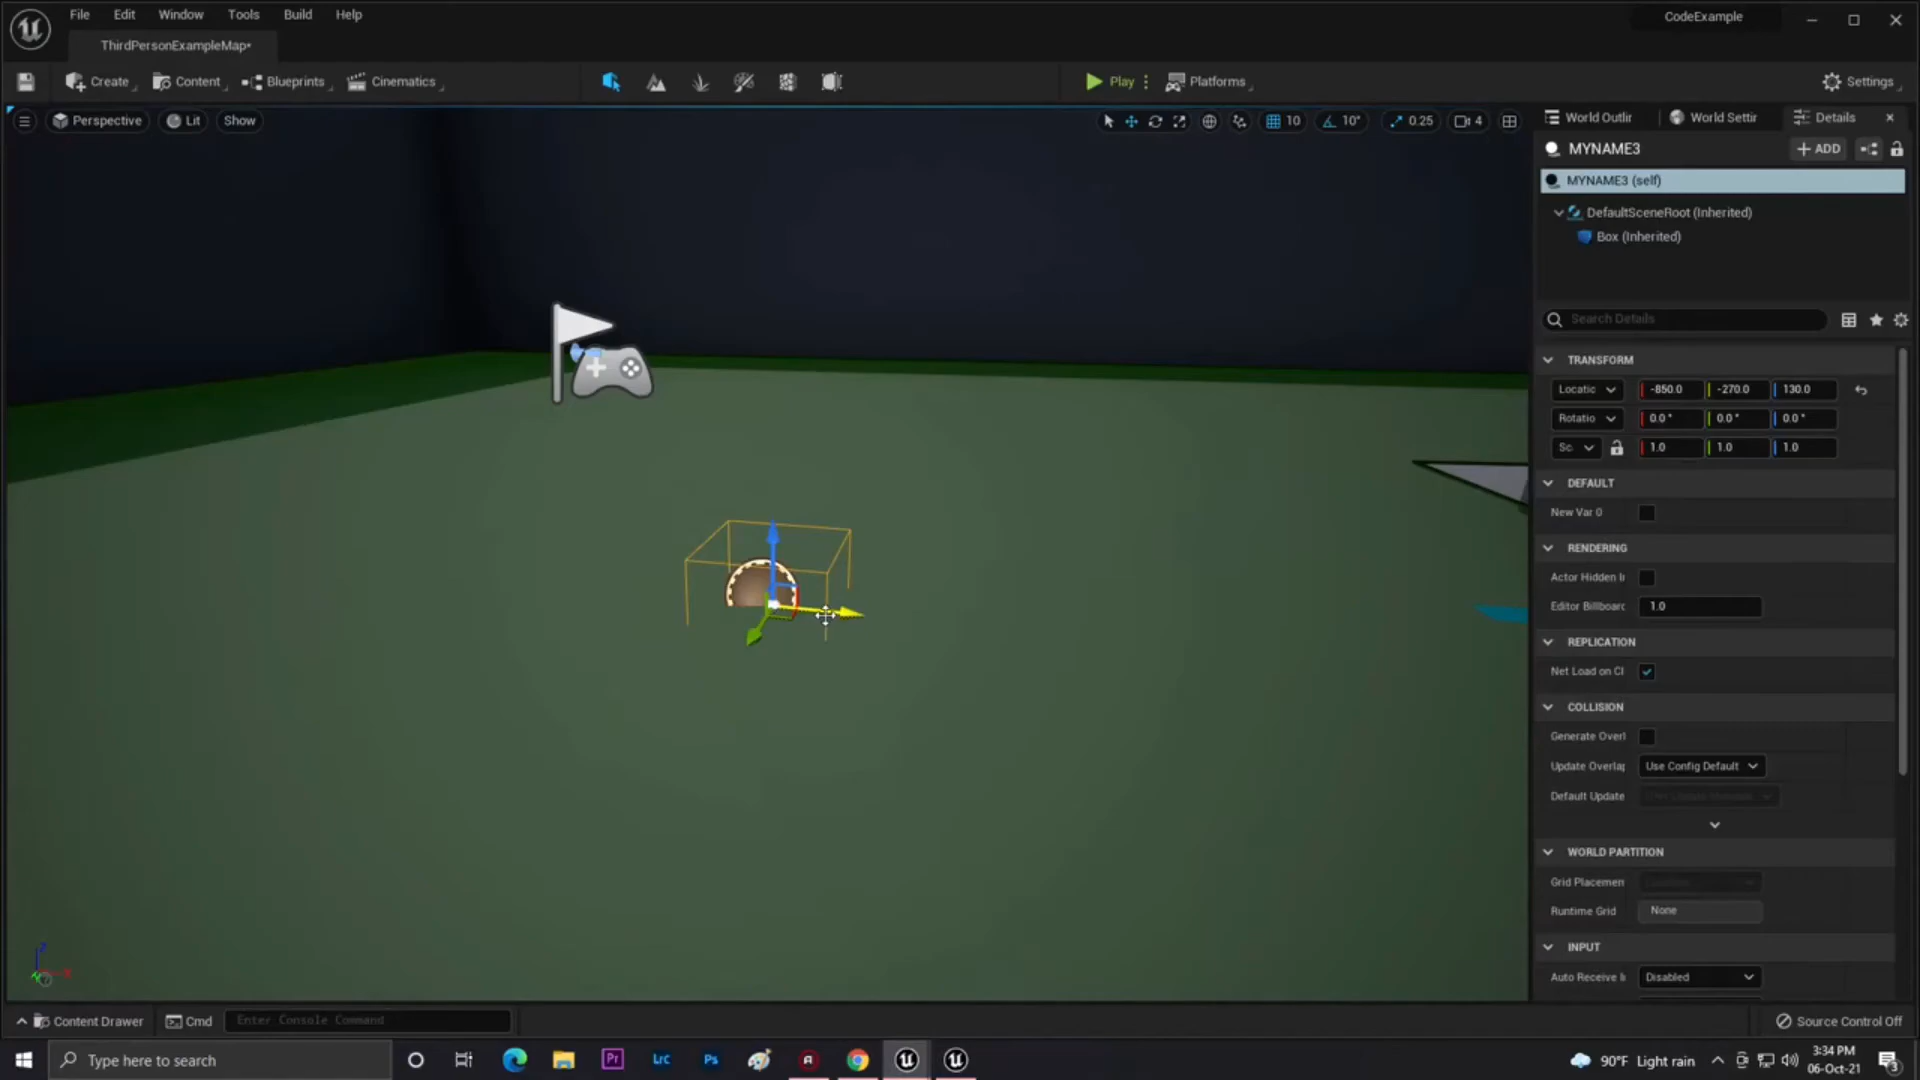 File Edit Window Tools Build Help
CodeExample
ThirdPersonExampleMap*
Create Content Blueprints Cinematics Play Platforms Settings
Perspective Lit Show
10 10° 0.25 4
World Outlir World Settir Details
MYNAME3 + ADD
MYNAME3 (self)
DefaultSceneRoot (Inherited)
Box (Inherited)
Search Details
TRANSFORM
Locatic -850.0 -270.0 130.0
Rotatio 0.0 ° 0.0 ° 0.0 °
Sc 1.0 1.0 1.0
DEFAULT
New Var 0
RENDERING
Actor Hidden Iı
Editor Billboarc 1.0
REPLICATION
Net Load on Cl
COLLISION
Generate Overl
Update Overlap Use Config Default
Default Update
WORLD PARTITION
Grid Placemen
Runtime Grid None
INPUT
Auto Receive Iı Disabled
Z
X
Content Drawer Cmd Enter Console Command Source Control Off
Type here to search Pr LrC Ps 90°F Light rain 3:34 PM
06-Oct-21 3